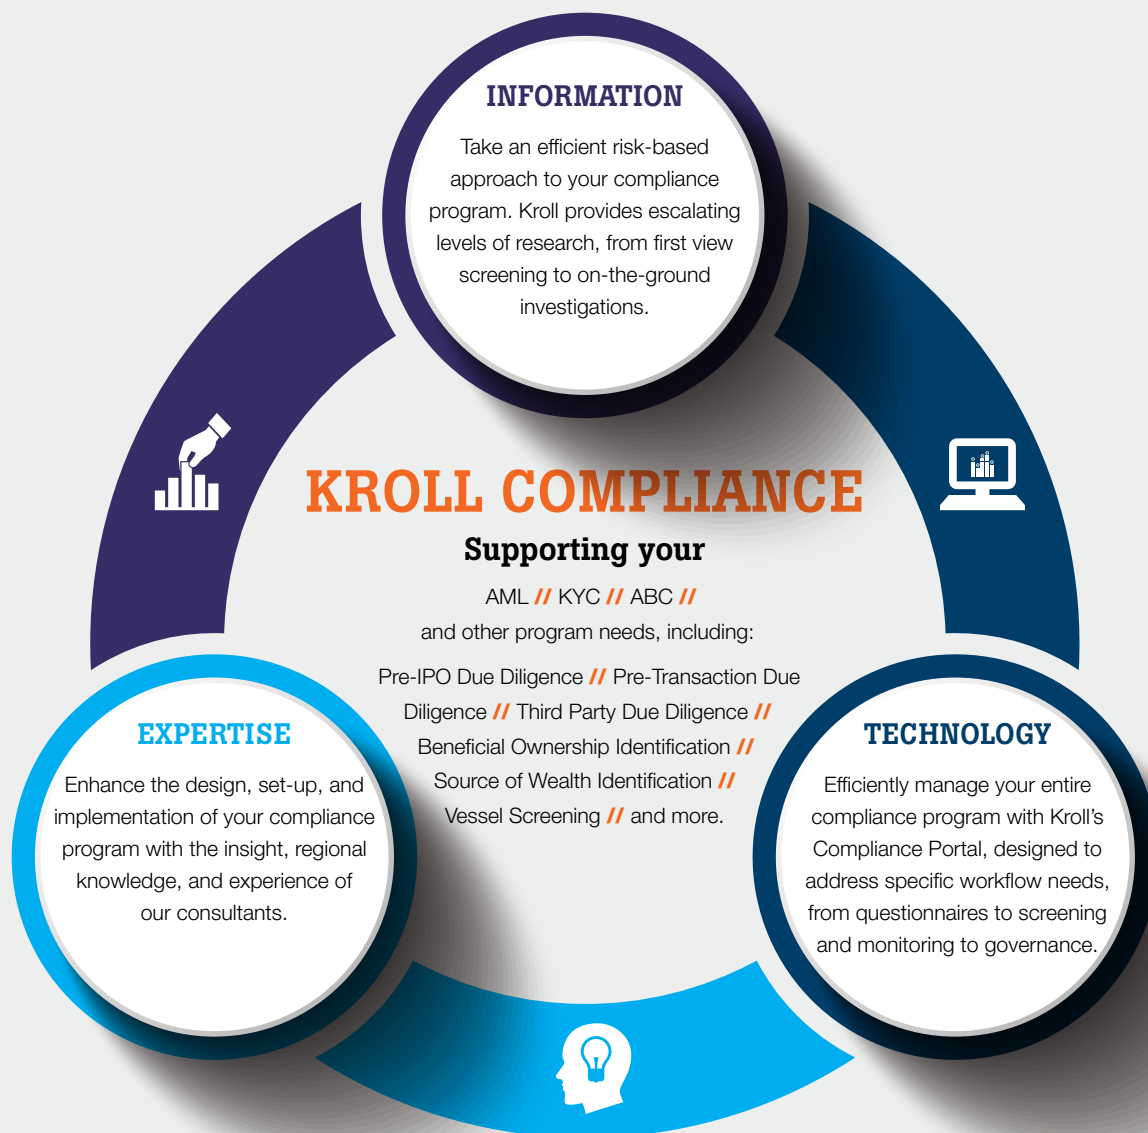 INFORMATION
Take an efficient risk-based
approach to your compliance
program. Kroll provides escalating
levels of research, from first view
screening to on-the-ground
investigations.
KROLL COMPLIANCE
Supporting your
AML // KYC // ABC //
and other program needs, including:
Pre-IPO Due Diligence // Pre-Transaction Due
Diligence // Third Party Due Diligence //
Beneficial Ownership Identification //
Source of Wealth Identification //
Vessel Screening // and more.
EXPERTISE
Enhance the design, set-up, and
implementation of your compliance
program with the insight, regional
knowledge, and experience of
our consultants.
TECHNOLOGY
Efficiently manage your entire
compliance program with Kroll’s
Compliance Portal, designed to
address specific workflow needs,
from questionnaires to screening
and monitoring to governance.